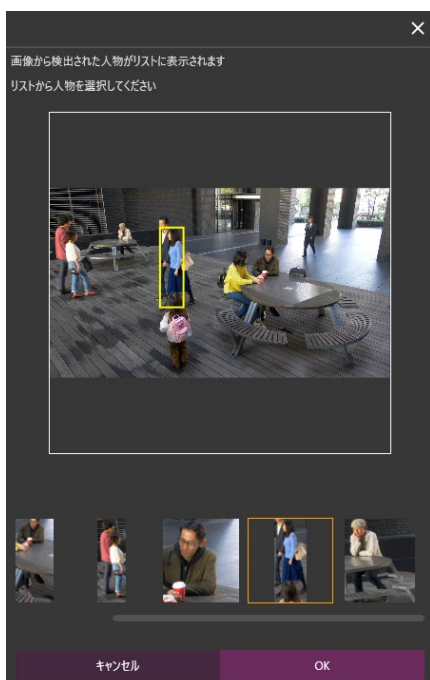 画像から検出された人物がリストに表示されます
リストから人物を選択してください
キャンセル
OK